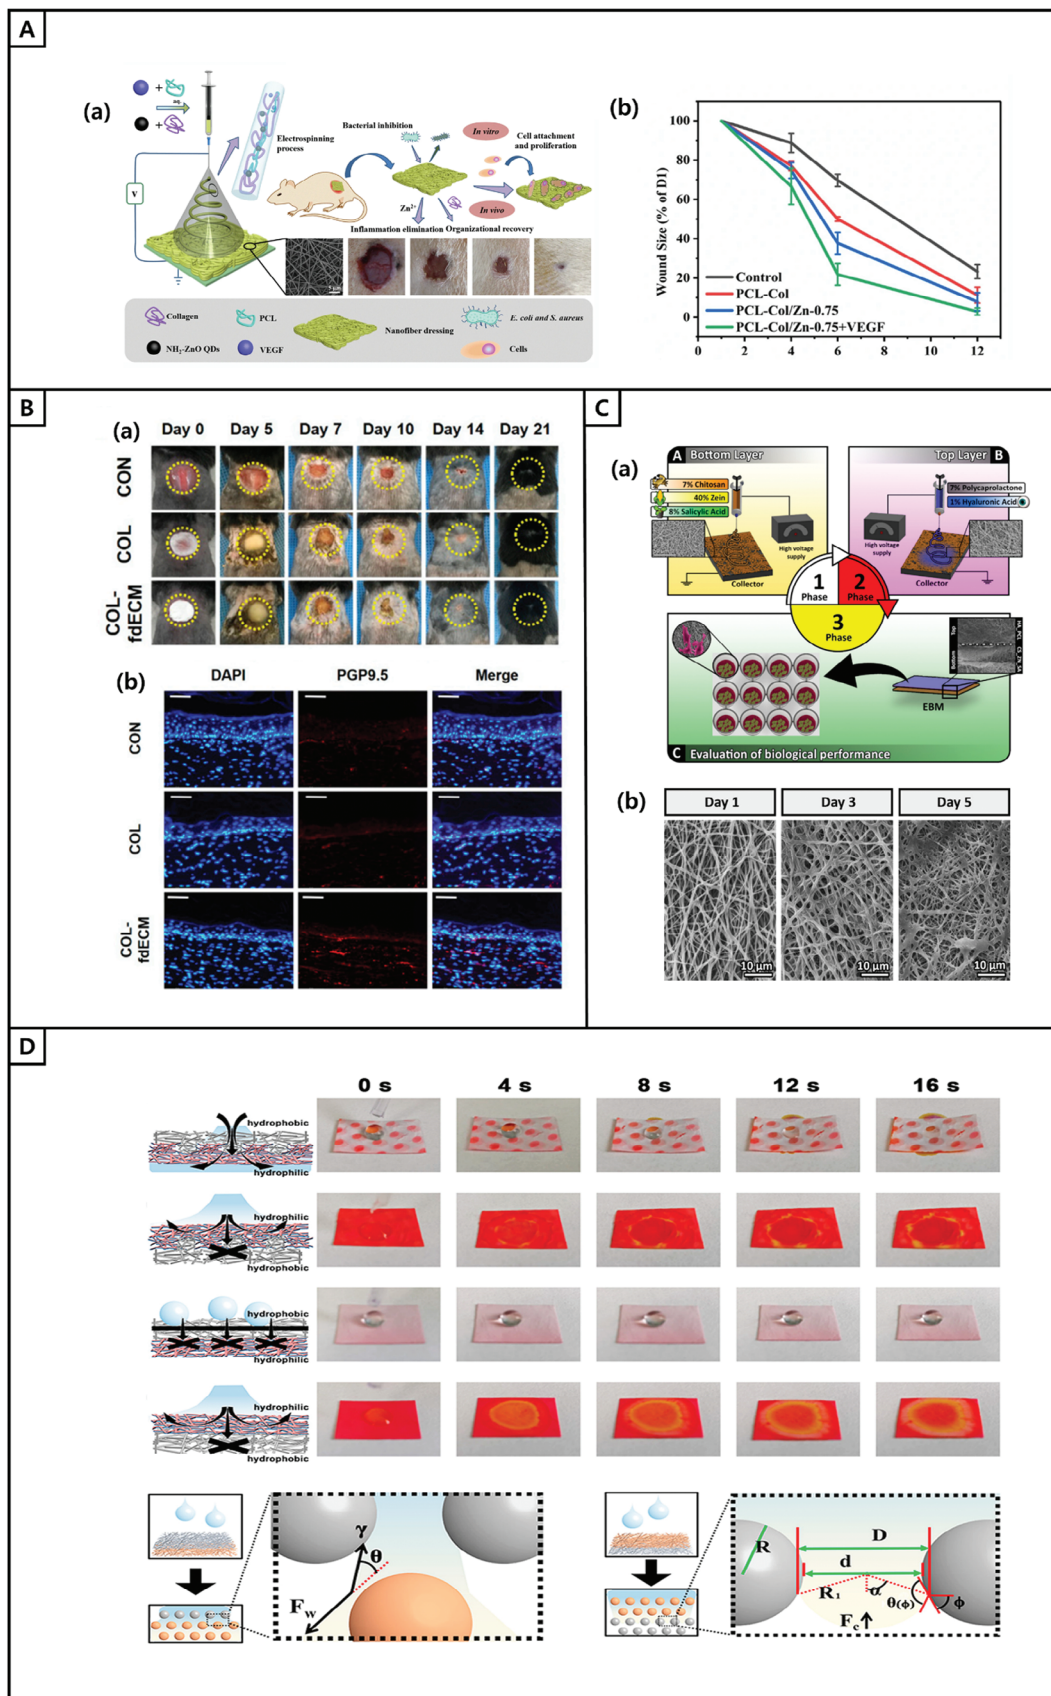 A
(a)
+
aq.
+
V
Electrospinning
process
Bacterial inhibition
In vitro
Cell attachment
and proliferation
Zn²⁺
In vivo
Inflammation elimination
Organizational recovery
Collagen
PCL
Nanofiber dressing
E. coli and S. aureus
NH₂-ZnO QDs
VEGF
Cells
(b)
Wound Size (% of D1)
100
80
60
40
20
0
Control
PCL-Col
PCL-Col/Zn-0.75
PCL-Col/Zn-0.75+VEGF
0 2 4 6 8 10 12
B
(a)
Day 0 Day 5 Day 7 Day 10 Day 14 Day 21
CON
COL
COL-
fdECM
(b)
DAPI PGP9.5 Merge
CON
COL
COL-
fdECM
C
(a)
A Bottom Layer
7% Chitosan
40% Zein
8% Salicylic Acid
High voltage
supply
Collector
Top Layer B
7% Polycaprolactone
1% Hyaluronic Acid
High voltage
supply
Collector
1
Phase
2
Phase
3
Phase
Top
Bottom
HA_PCL
CS_ZN_SA
EBM
C Evaluation of biological performance
(b)
Day 1 Day 3 Day 5
10 µm 10 µm 10 µm
D
0 s 4 s 8 s 12 s 16 s
hydrophobic
hydrophilic
hydrophilic
hydrophobic
hydrophobic
hydrophilic
hydrophilic
hydrophobic
γ
θ
Fw
R
D
d
R₁
α
θ(ϕ)
ϕ
Fc